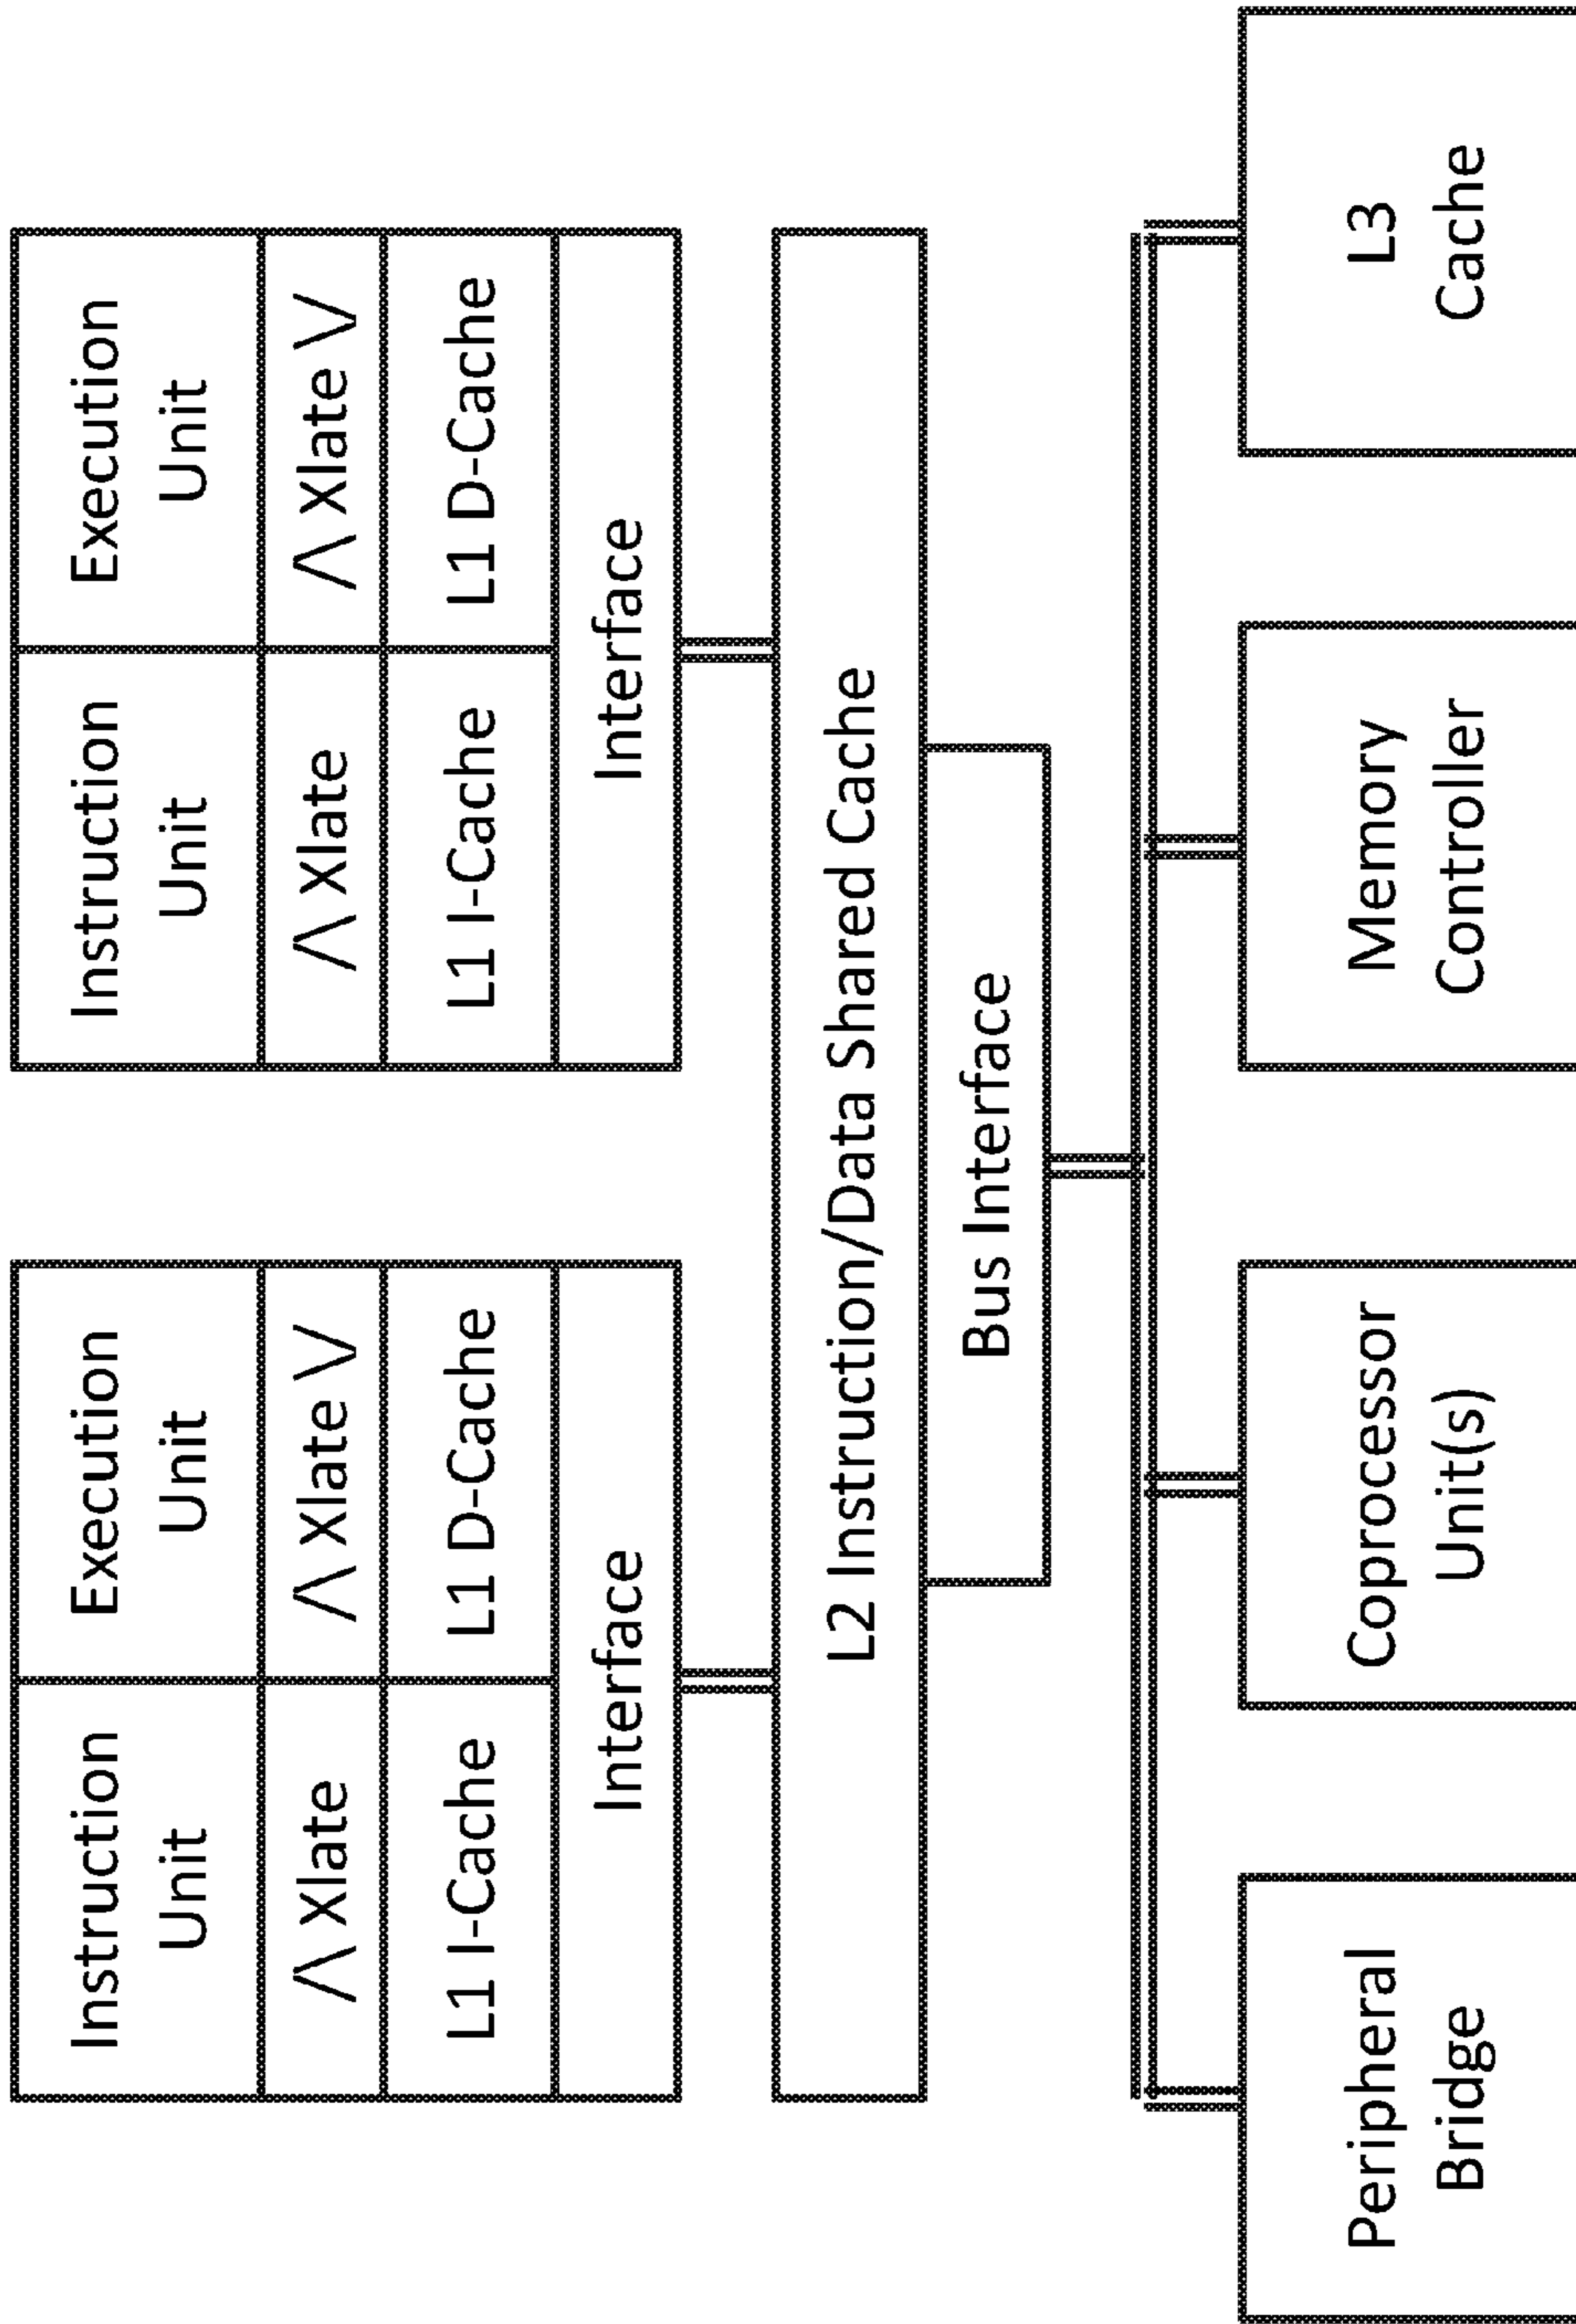 Instruction
Unit
Execution
Unit
Instruction
Unit
Execution
Unit
/\ Xlate
/\ Xlate \/
/\ Xlate
/\ Xlate \/
L1 I-Cache
L1 D-Cache
L1 I-Cache
L1 D-Cache
Interface
Interface
L2 Instruction/Data Shared Cache
Bus Interface
Peripheral
Bridge
Coprocessor
Unit(s)
Memory
Controller
L3
Cache